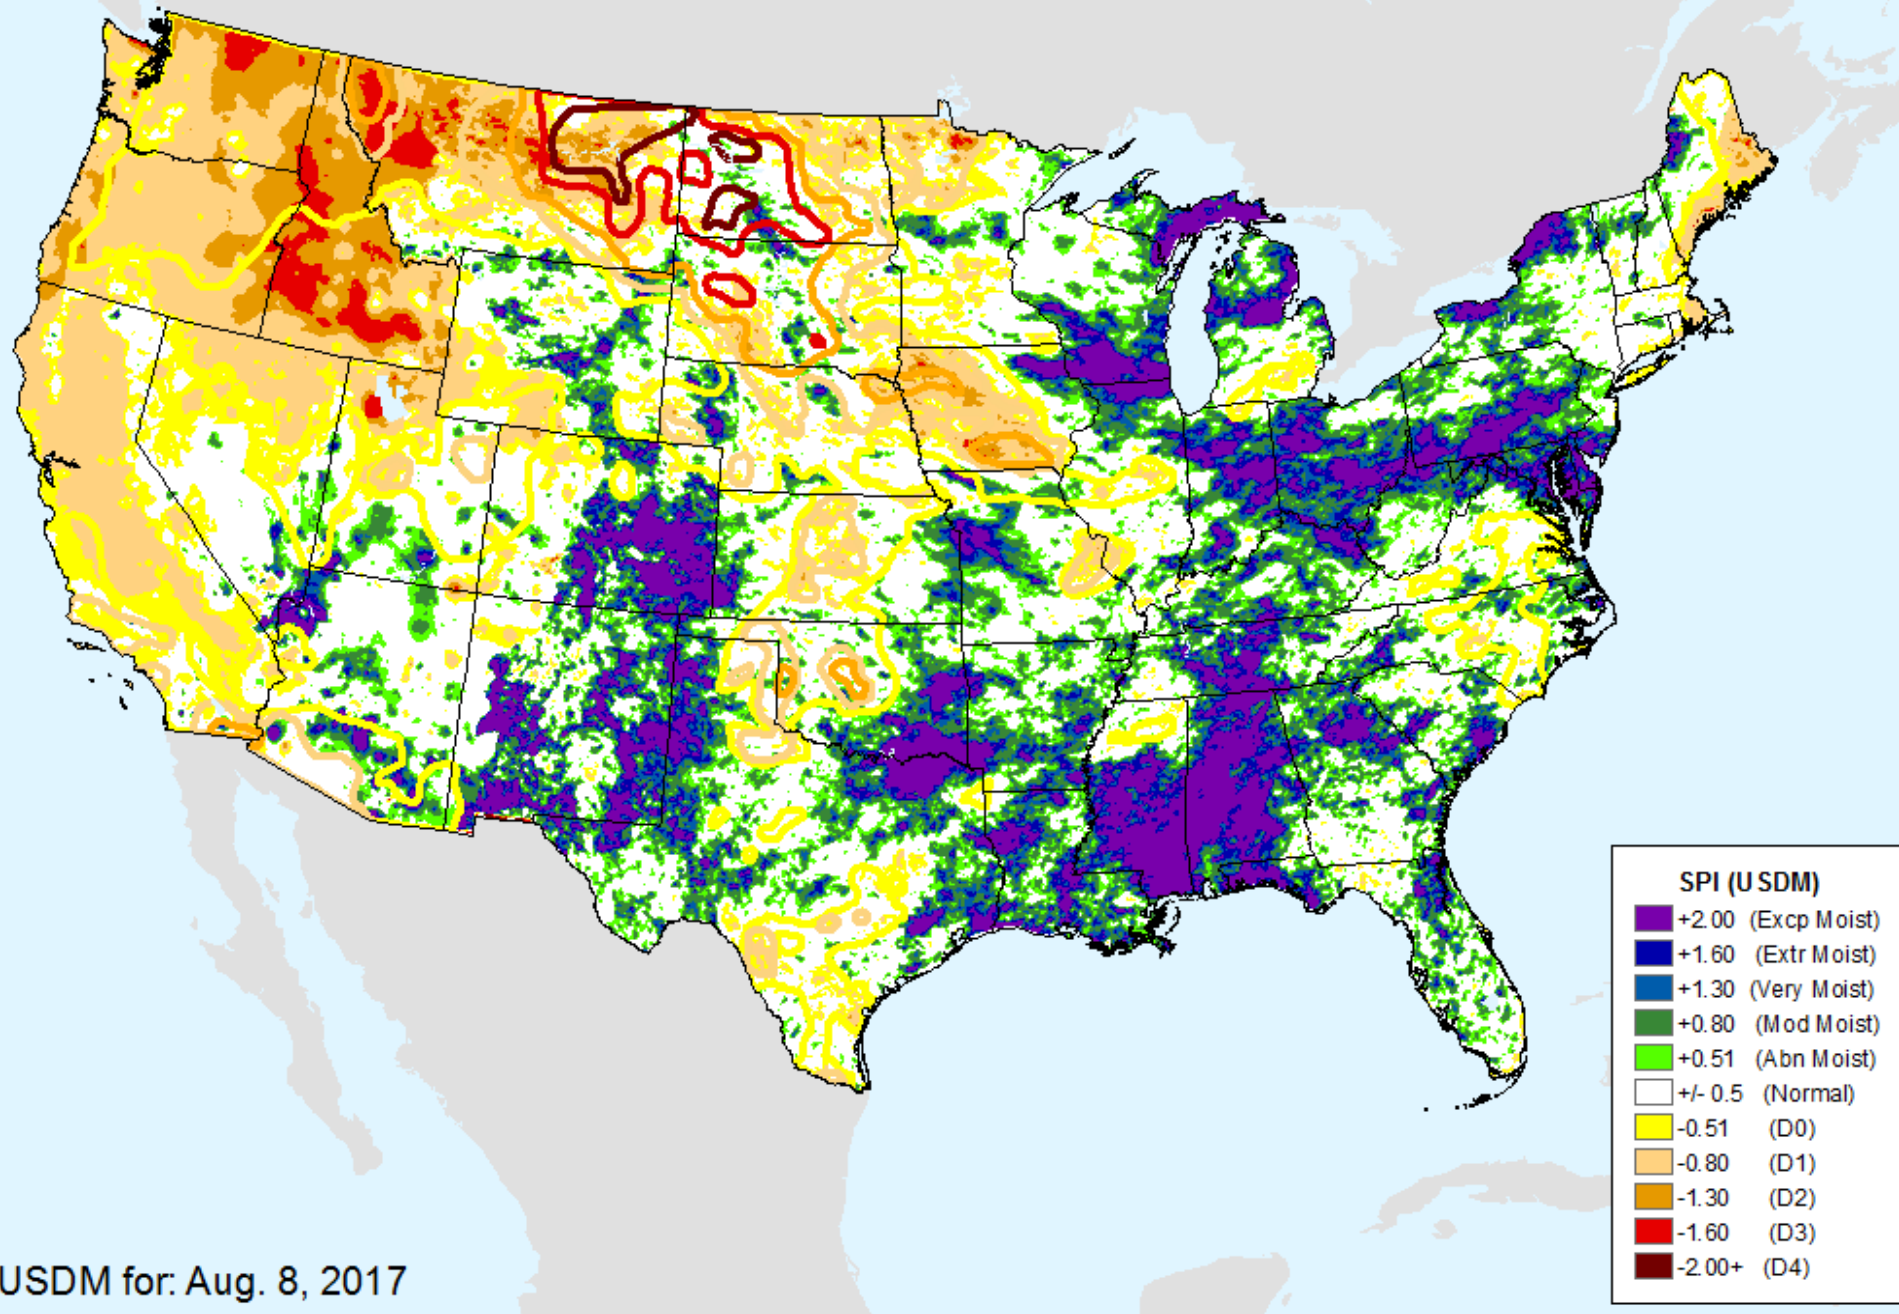 SPI (USDM)
+2.00 (Excp Moist)
+1.60 (Extr Moist)
+1.30 (Very Moist)
+0.80 (Mod Moist)
+0.51 (Abn Moist)
+/- 0.5 (Normal)
-0.51 (D0)
-0.80 (D1)
-1.30 (D2)
-1.60 (D3)
-2.00+ (D4)
USDM for: Aug. 8, 2017